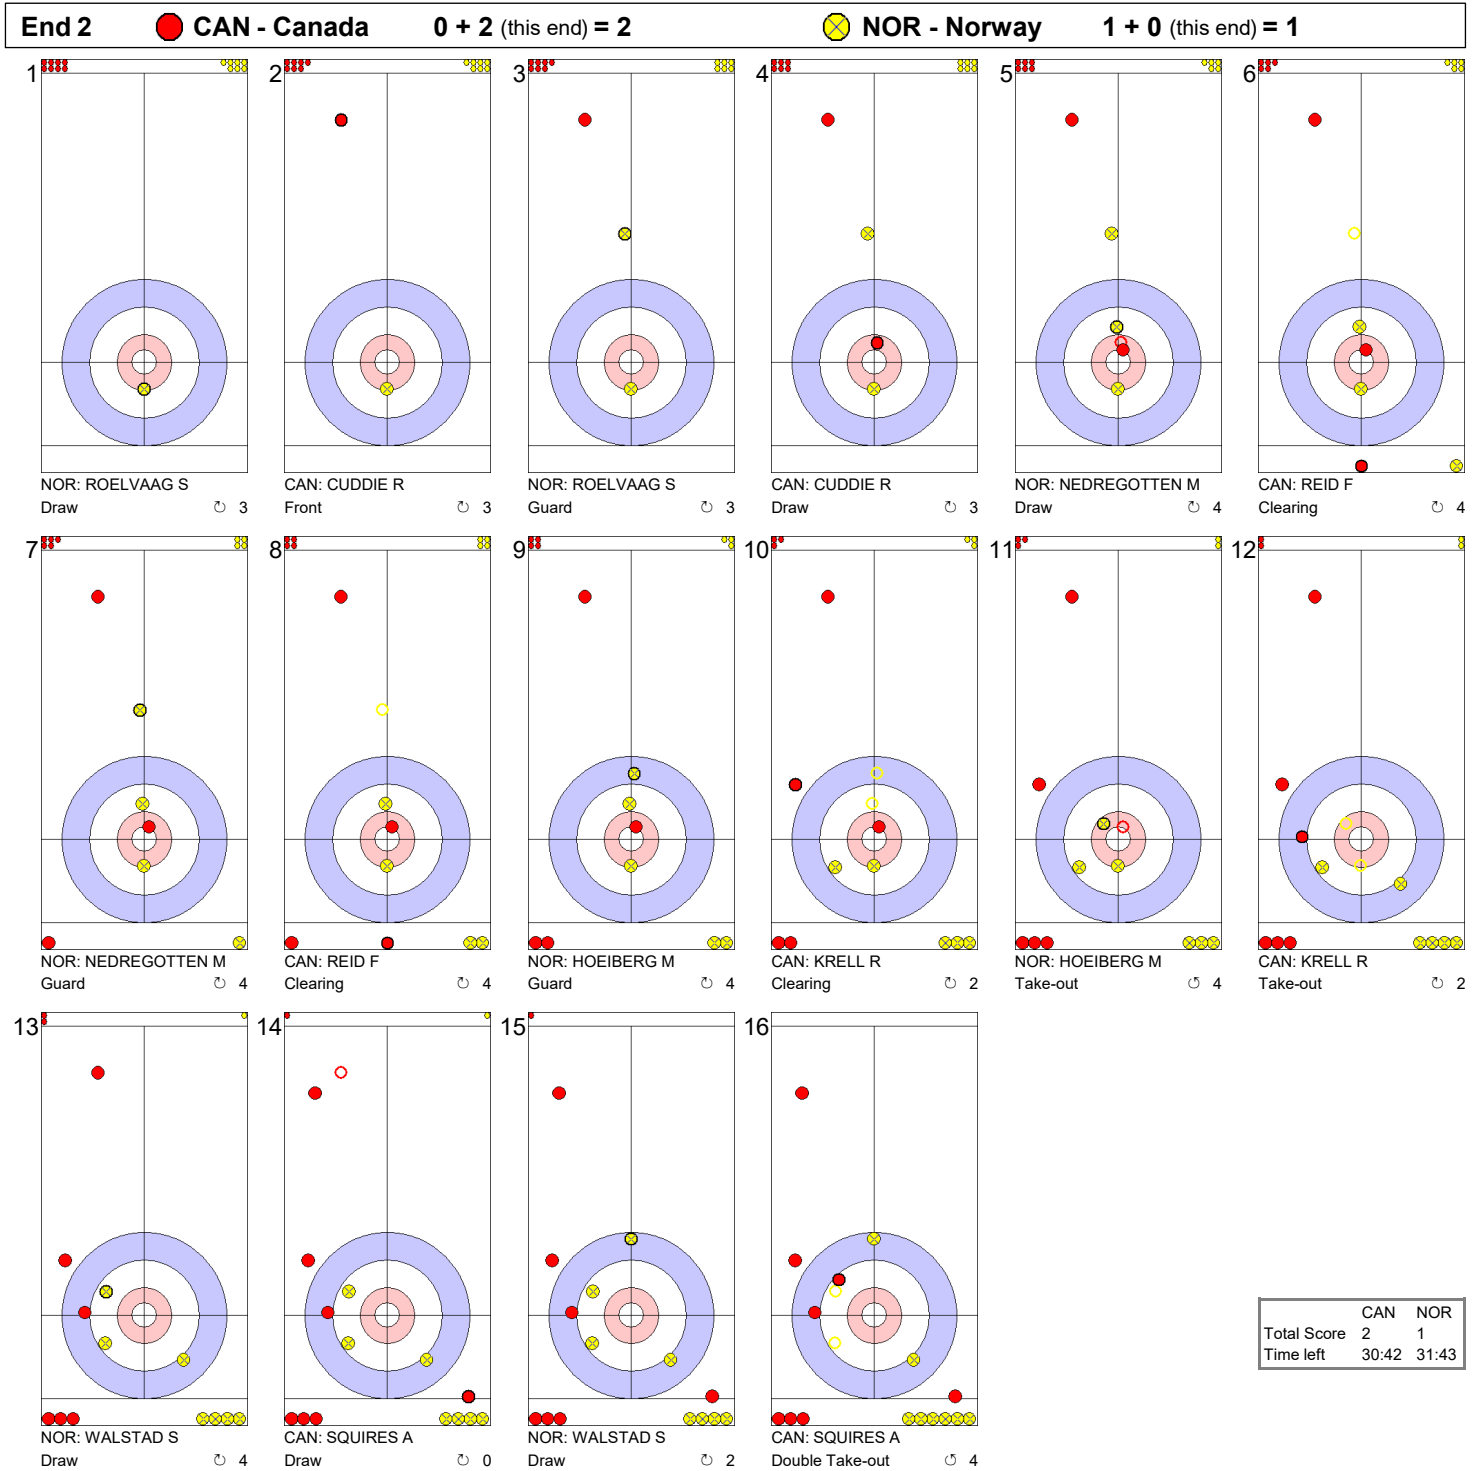 End 2 CAN - Canada 0 + 2 (this end) = 2 NOR - Norway 1 + 0 (this end) = 1
1 2 3 4 5 6
NOR: ROELVAAG S CAN: CUDDIE R NOR: ROELVAAG S CAN: CUDDIE R NOR: NEDREGOTTEN M CAN: REID F
Draw ↻ 3 Front ↻ 3 Guard ↻ 3 Draw ↻ 3 Draw ↻ 4 Clearing ↻ 4
7 8 9 10 11 12
NOR: NEDREGOTTEN M CAN: REID F NOR: HOEIBERG M CAN: KRELL R NOR: HOEIBERG M CAN: KRELL R
Guard ↻ 4 Clearing ↻ 4 Guard ↻ 4 Clearing ↻ 2 Take-out ↺ 4 Take-out ↻ 2
13 14 15 16
CAN NOR
Total Score 2 1
Time left 30:42 31:43
NOR: WALSTAD S CAN: SQUIRES A NOR: WALSTAD S CAN: SQUIRES A
Draw ↻ 4 Draw ↻ 0 Draw ↻ 2 Double Take-out ↺ 4